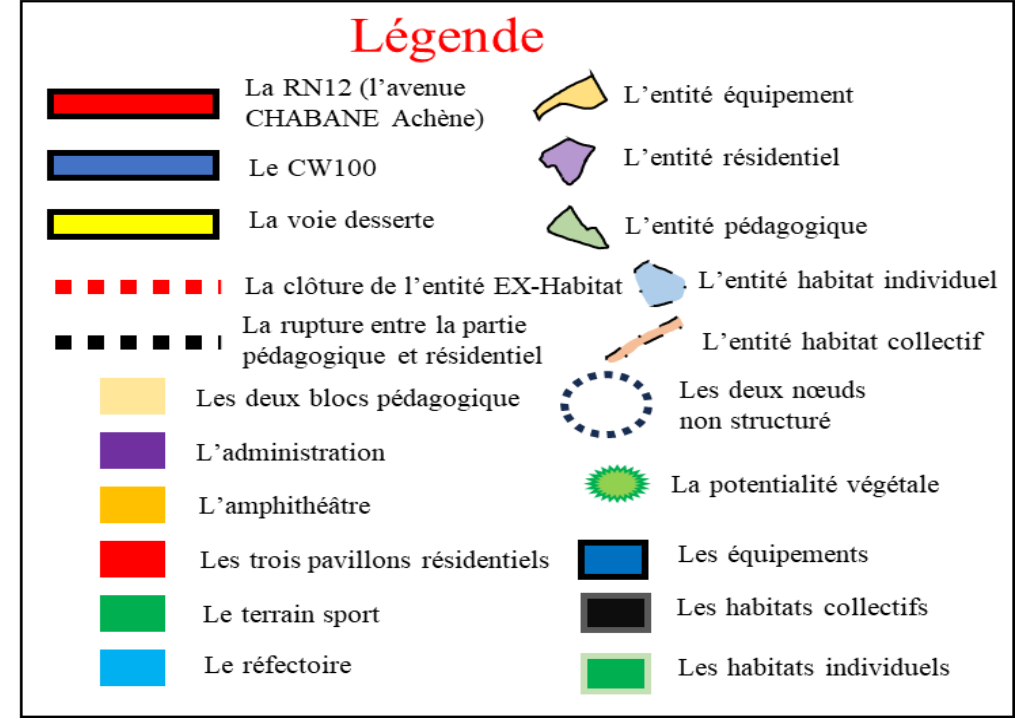 Légende
La RN12 (l’avenue
CHABANE Achène)
Le CW100
La voie desserte
La clôture de l’entité EX-Habitat
La rupture entre la partie
pédagogique et résidentiel
Les deux blocs pédagogique
L’administration
L’amphithéâtre
Les trois pavillons résidentiels
Le terrain sport
Le réfectoire
L’entité équipement
L’entité résidentiel
L’entité pédagogique
L’entité habitat individuel
L’entité habitat collectif
Les deux nœuds
non structuré
La potentialité végétale
Les équipements
Les habitats collectifs
Les habitats individuels